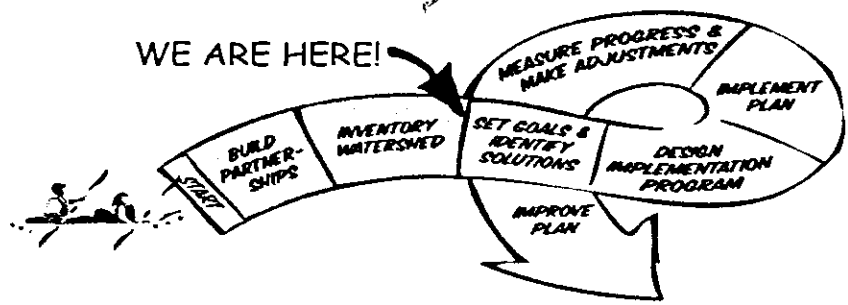 WE ARE HERE!
START
BUILD
PARTNER-
SHIPS
INVENTORY
WATERSHED
SET GOALS &
IDENTIFY
SOLUTIONS
DESIGN
IMPLEMENTATION
PROGRAM
IMPLEMENT
PLAN
MEASURE PROGRESS &
MAKE ADJUSTMENTS
IMPROVE
PLAN